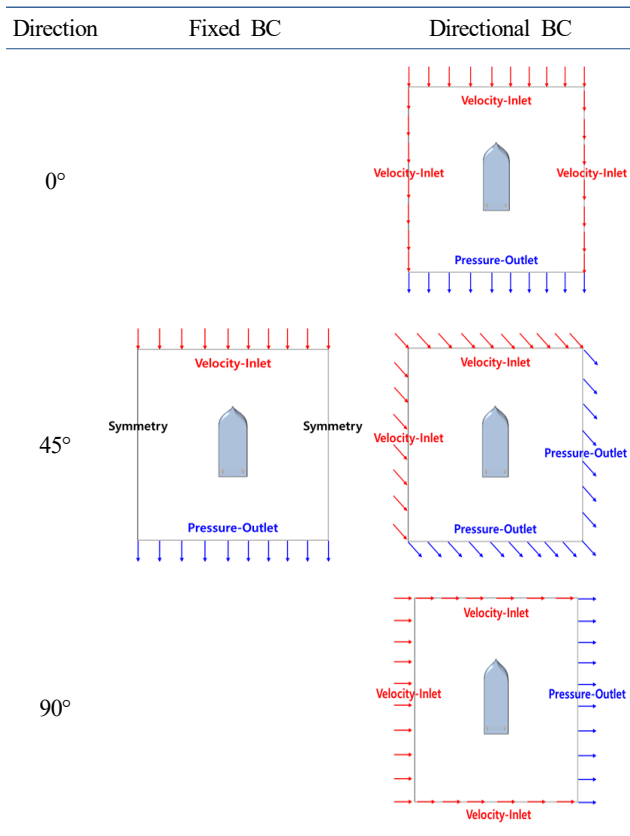 Direction Fixed BC Directional BC
Velocity-Inlet
0° Velocity-Inlet Velocity-Inlet
Pressure-Outlet
Velocity-Inlet Velocity-Inlet
Symmetry Symmetry Velocity-Inlet
45° Pressure-Outlet
Pressure-Outlet Pressure-Outlet
Velocity-Inlet
90° Velocity-Inlet Pressure-Outlet
Velocity-Inlet